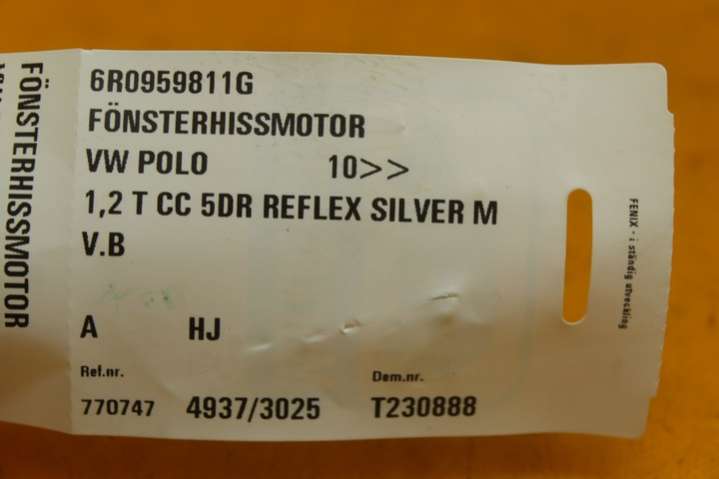 6R0959811G
FÖNSTERHISSMOTOR
VW POLO 10>>
1,2 T CC 5DR REFLEX SILVER M
V.B
A HJ
Ref.nr. Dem.nr.
770747 4937/3025 T230888
FENIX - i ständig utveckling
FÖNSTERHISSMOTOR